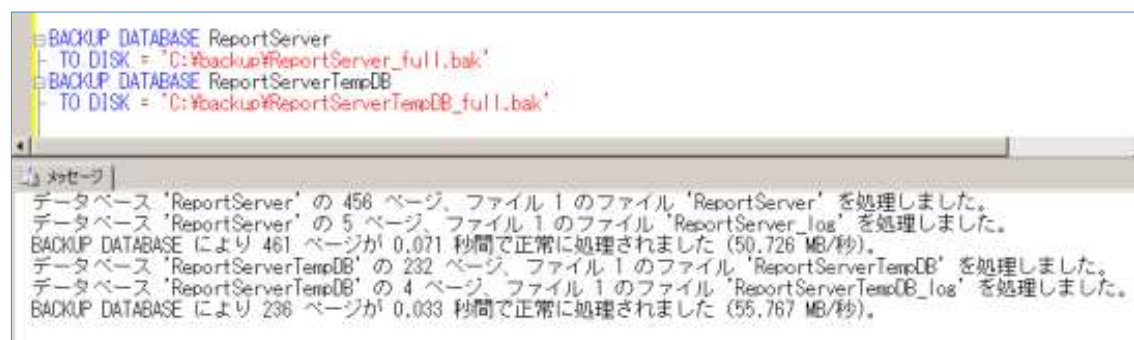 BACKUP DATABASE ReportServer
TO DISK = 'C:¥backup¥ReportServer_full.bak'
BACKUP DATABASE ReportServerTempDB
TO DISK = 'C:¥backup¥ReportServerTempDB_full.bak'
メッセージ
データベース 'ReportServer' の 456 ページ、ファイル 1 のファイル 'ReportServer' を処理しました。
データベース 'ReportServer' の 5 ページ、ファイル 1 のファイル 'ReportServer_log' を処理しました。
BACKUP DATABASE により 461 ページが 0.071 秒間で正常に処理されました (50.726 MB/秒)。
データベース 'ReportServerTempDB' の 232 ページ、ファイル 1 のファイル 'ReportServerTempDB' を処理しました。
データベース 'ReportServerTempDB' の 4 ページ、ファイル 1 のファイル 'ReportServerTempDB_log' を処理しました。
BACKUP DATABASE により 236 ページが 0.033 秒間で正常に処理されました (55.767 MB/秒)。